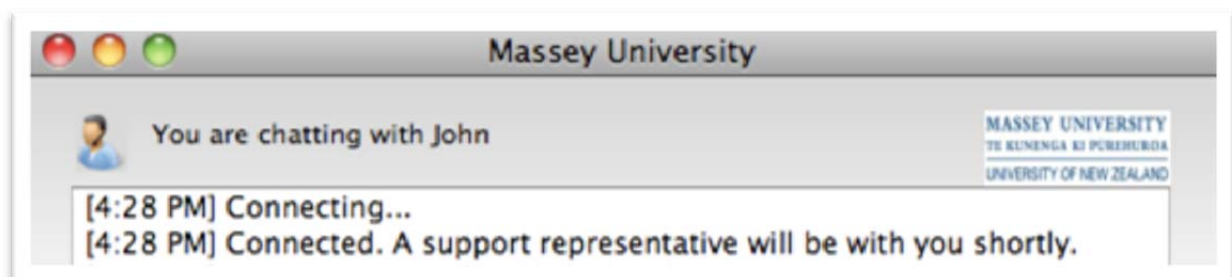 Massey University
You are chatting with John
MASSEY UNIVERSITY
TE KUNENGA KI PŪREHUROA
UNIVERSITY OF NEW ZEALAND
[4:28 PM] Connecting...
[4:28 PM] Connected. A support representative will be with you shortly.